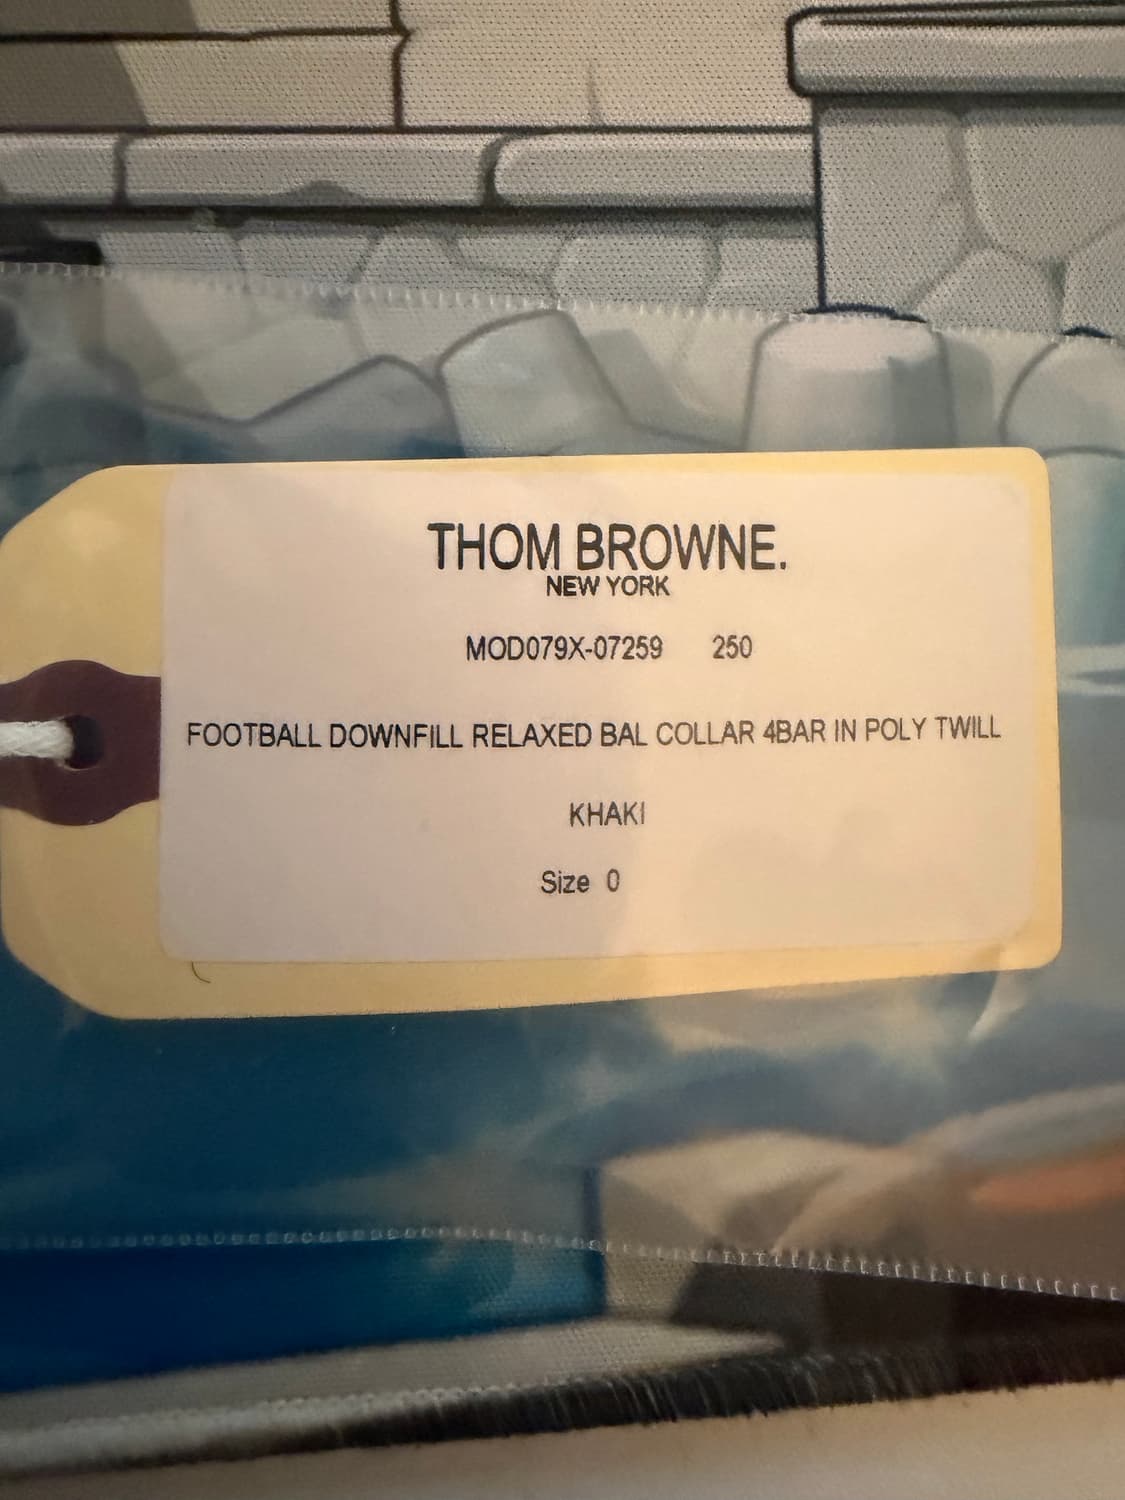 THOM BROWNE.
NEW YORK
MOD079X-07259 250
FOOTBALL DOWNFILL RELAXED BAL COLLAR 4BAR IN POLY TWILL
KHAKI
Size 0